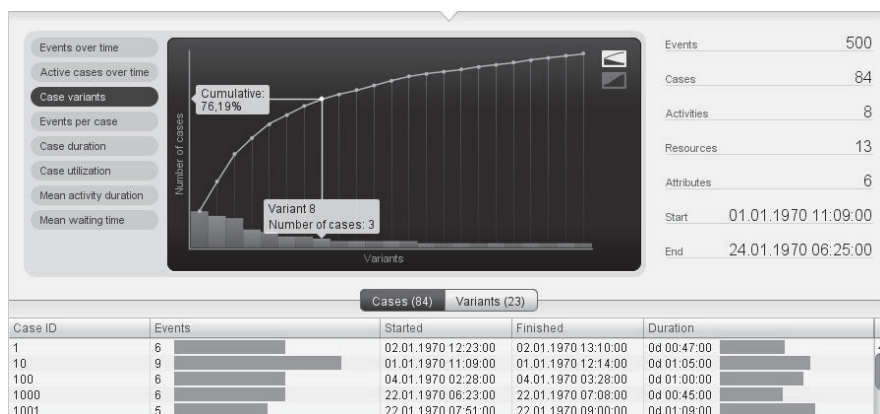 Events over time
Active cases over time
Case variants
Events per case
Case duration
Case utilization
Mean activity duration
Mean waiting time
Number of cases
Cumulative:
76,19%
Variant 8
Number of cases: 3
Variants
Events 500
Cases 84
Activities 8
Resources 13
Attributes 6
Start 01.01.1970 11:09:00
End 24.01.1970 06:25:00
Cases (84) Variants (23)
Case ID Events Started Finished Duration
1 6 02.01.1970 12:23:00 02.01.1970 13:10:00 0d 00:47:00
10 9 01.01.1970 11:09:00 01.01.1970 12:14:00 0d 01:05:00
100 6 04.01.1970 02:28:00 04.01.1970 03:28:00 0d 01:00:00
1000 6 22.01.1970 06:23:00 22.01.1970 07:08:00 0d 00:45:00
1001 5 22.01.1970 07:51:00 22.01.1970 09:00:00 0d 01:09:00